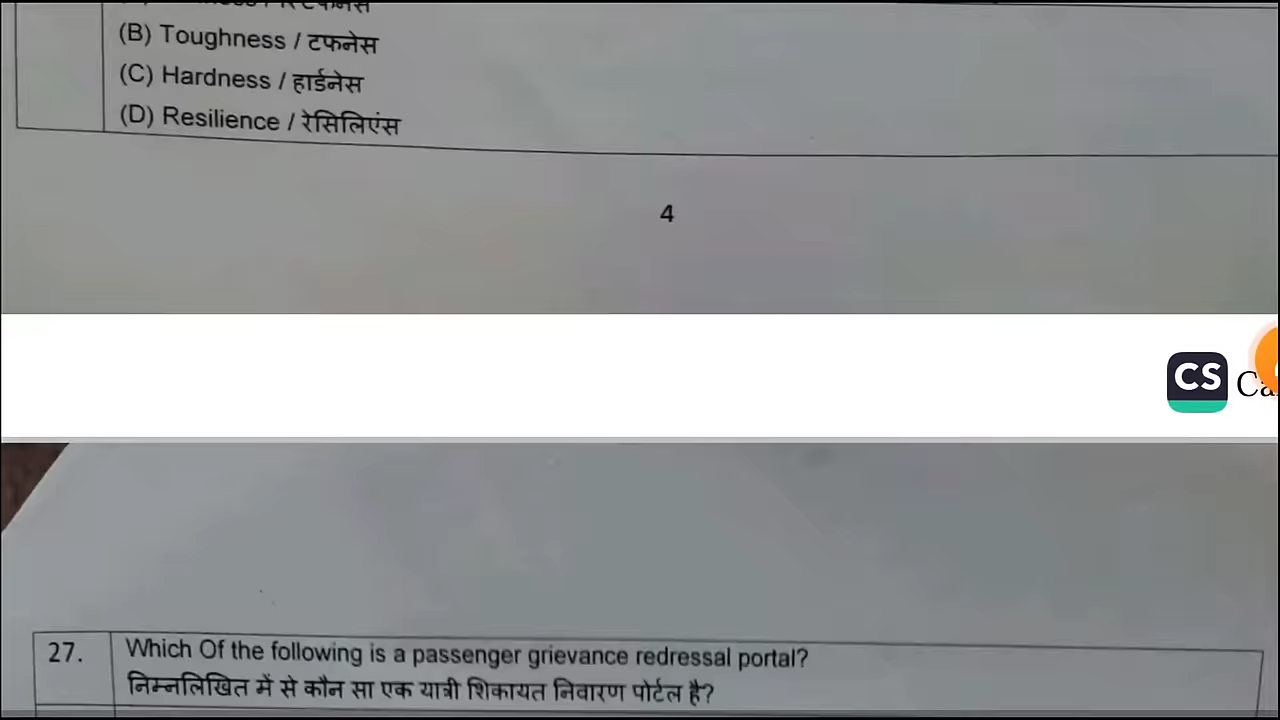 (B) Toughness / टफनेस
(C) Hardness / हार्डनेस
(D) Resilience / रेसिलिएंस
4
CS
27. Which Of the following is a passenger grievance redressal portal?
निम्नलिखित में से कौन सा एक यात्री शिकायत निवारण पोर्टल है?